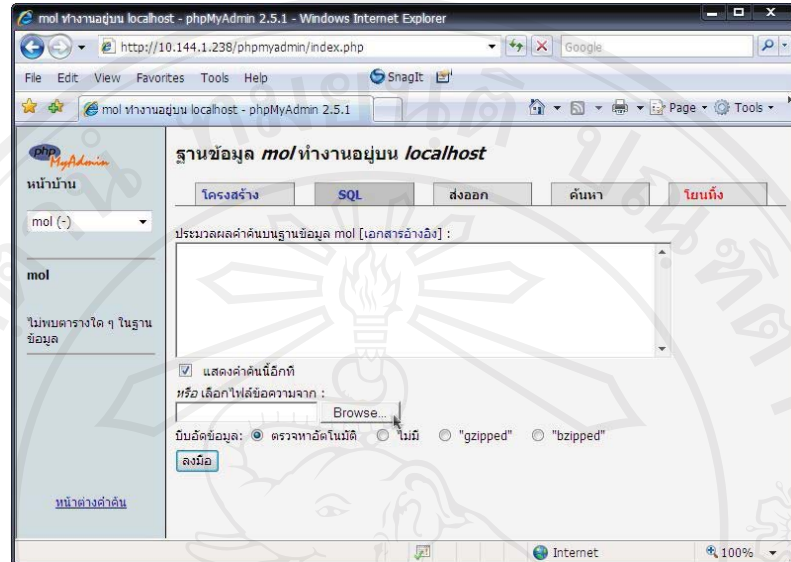 mol ทำงานอยู่บน localhost - phpMyAdmin 2.5.1 - Windows Internet Explorer
http://10.144.1.238/phpmyadmin/index.php
Google
File Edit View Favorites Tools Help SnagIt
mol ทำงานอยู่บน localhost - phpMyAdmin 2.5.1
Page Tools
php MyAdmin
หน้าบ้าน
mol (-)
mol
ไม่พบตารางใด ๆ ในฐาน
ข้อมูล
หน้าต่างคำค้น
ฐานข้อมูล mol ทำงานอยู่บน localhost
โครงสร้าง SQL ส่งออก ค้นหา โยนทิ้ง
ประมวลผลคำค้นบนฐานข้อมูล mol [เอกสารอ้างอิง] :
แสดงคำค้นนี้อีกที
หรือ เลือกไฟล์ข้อความจาก :
Browse...
บีบอัดข้อมูล: ตรวจหาอัตโนมัติ ไม่มี "gzipped" "bzipped"
ลงมือ
Internet 100%